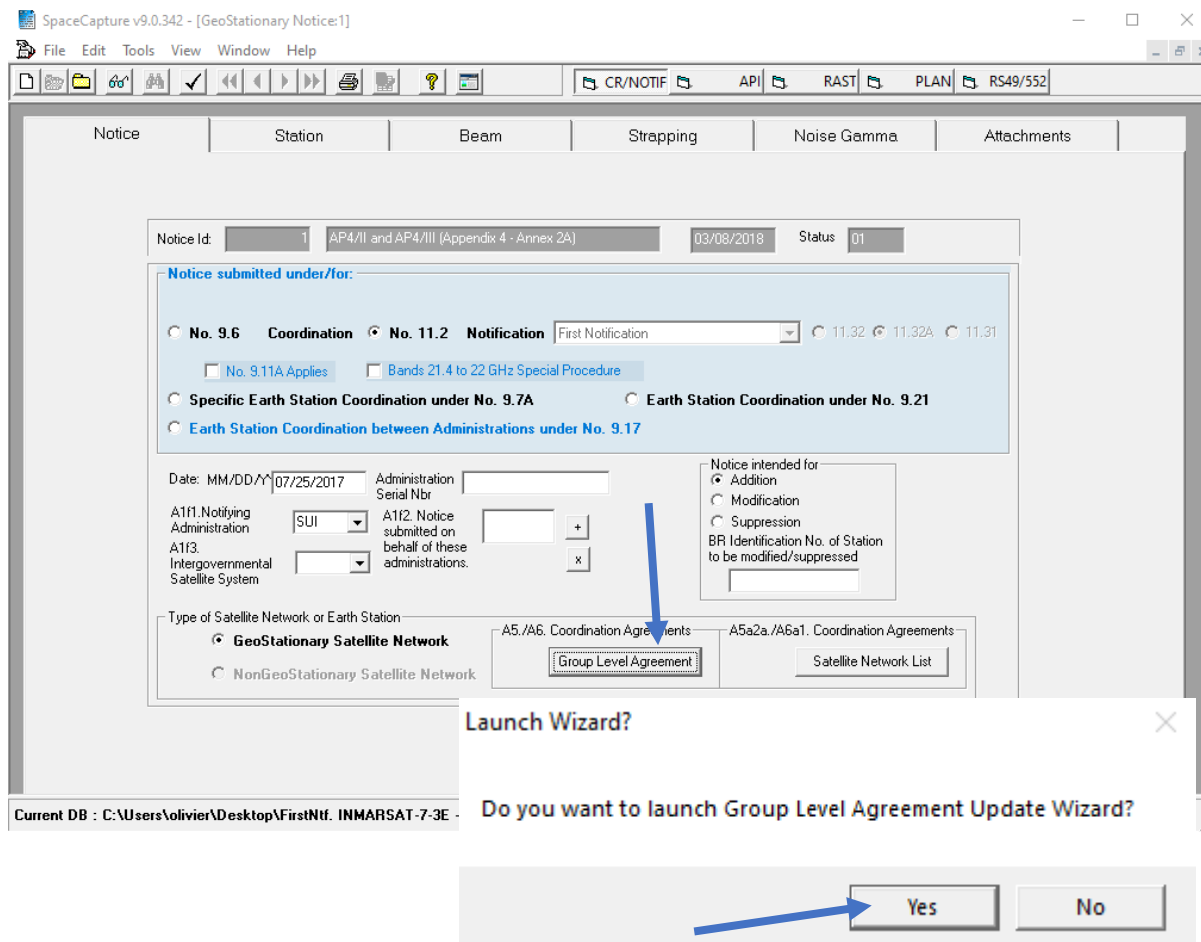 SpaceCapture v9.0.342 - [GeoStationary Notice:1]
File Edit Tools View Window Help
CR/NOTIF API RAST PLAN RS49/552
Notice Station Beam Strapping Noise Gamma Attachments
Notice Id: 1 AP4/II and AP4/III (Appendix 4 - Annex 2A) 03/08/2018 Status 01
Notice submitted under/for:
No. 9.6 Coordination No. 11.2 Notification First Notification 11.32 11.32A 11.31
No. 9.11A Applies Bands 21.4 to 22 GHz Special Procedure
Specific Earth Station Coordination under No. 9.7A Earth Station Coordination under No. 9.21
Earth Station Coordination between Administrations under No. 9.17
Date: MM/DD/Y 07/25/2017
Administration
Serial Nbr
A1f1.Notifying
Administration
SUI
A1f2. Notice
submitted on
behalf of these
administrations.
+
x
A1f3.
Intergovernmental
Satellite System
Notice intended for
Addition
Modification
Suppression
BR Identification No. of Station
to be modified/suppressed
Type of Satellite Network or Earth Station
GeoStationary Satellite Network
NonGeoStationary Satellite Network
A5./A6. Coordination Agreements
Group Level Agreement
A5a2a./A6a1. Coordination Agreements
Satellite Network List
Launch Wizard?
Do you want to launch Group Level Agreement Update Wizard?
Current DB : C:\Users\olivier\Desktop\FirstNtf. INMARSAT-7-3E -
Yes No